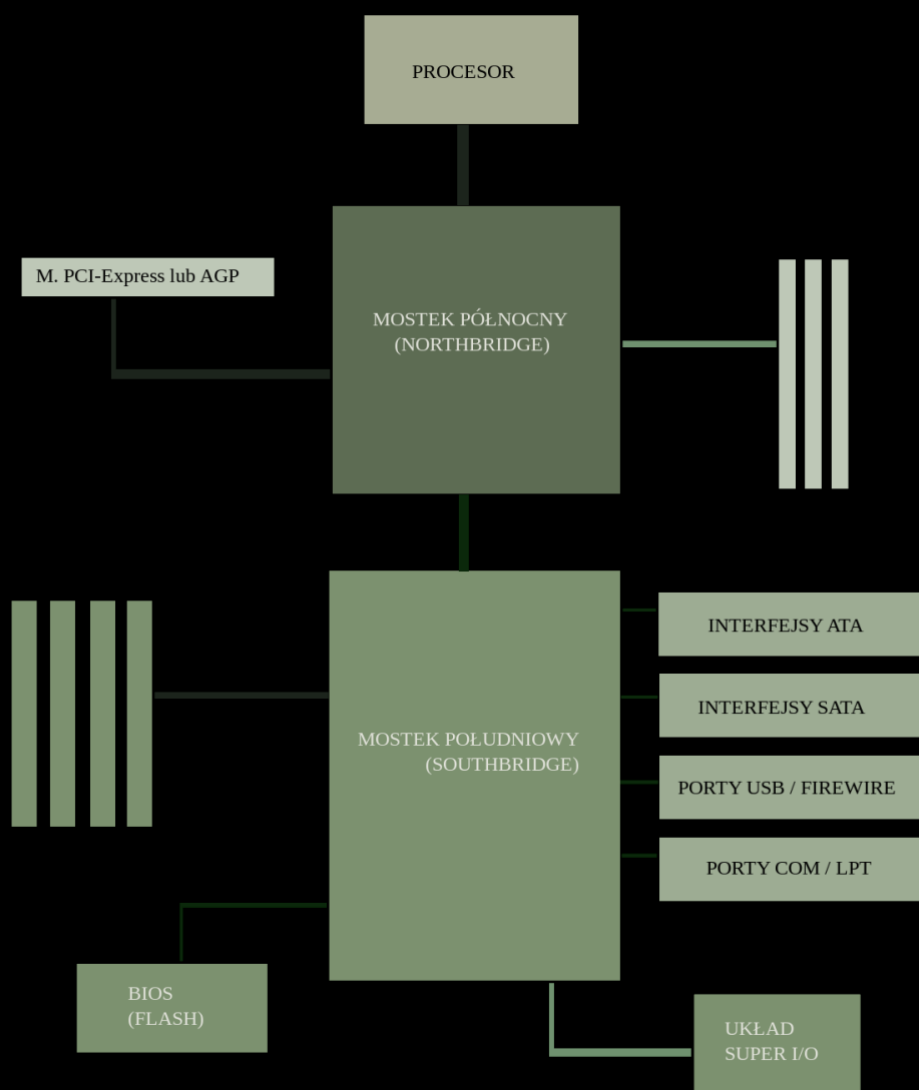 PROCESOR
M. PCI-Express lub AGP
MOSTEK PÓŁNOCNY
(NORTHBRIDGE)
INTERFEJSY ATA
INTERFEJSY SATA
MOSTEK POŁUDNIOWY
(SOUTHBRIDGE)
PORTY USB / FIREWIRE
PORTY COM / LPT
BIOS
(FLASH)
UKŁAD
SUPER I/O